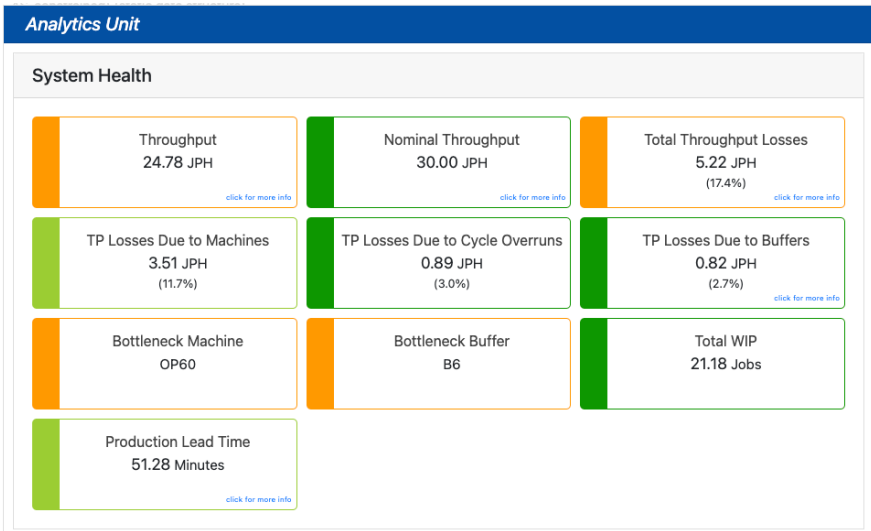 Analytics Unit
System Health
Throughput
24.78 JPH
click for more info
Nominal Throughput
30.00 JPH
click for more info
Total Throughput Losses
5.22 JPH
(17.4%)
click for more info
TP Losses Due to Machines
3.51 JPH
(11.7%)
TP Losses Due to Cycle Overruns
0.89 JPH
(3.0%)
TP Losses Due to Buffers
0.82 JPH
(2.7%)
click for more info
Bottleneck Machine
OP60
Bottleneck Buffer
B6
Total WIP
21.18 Jobs
Production Lead Time
51.28 Minutes
click for more info